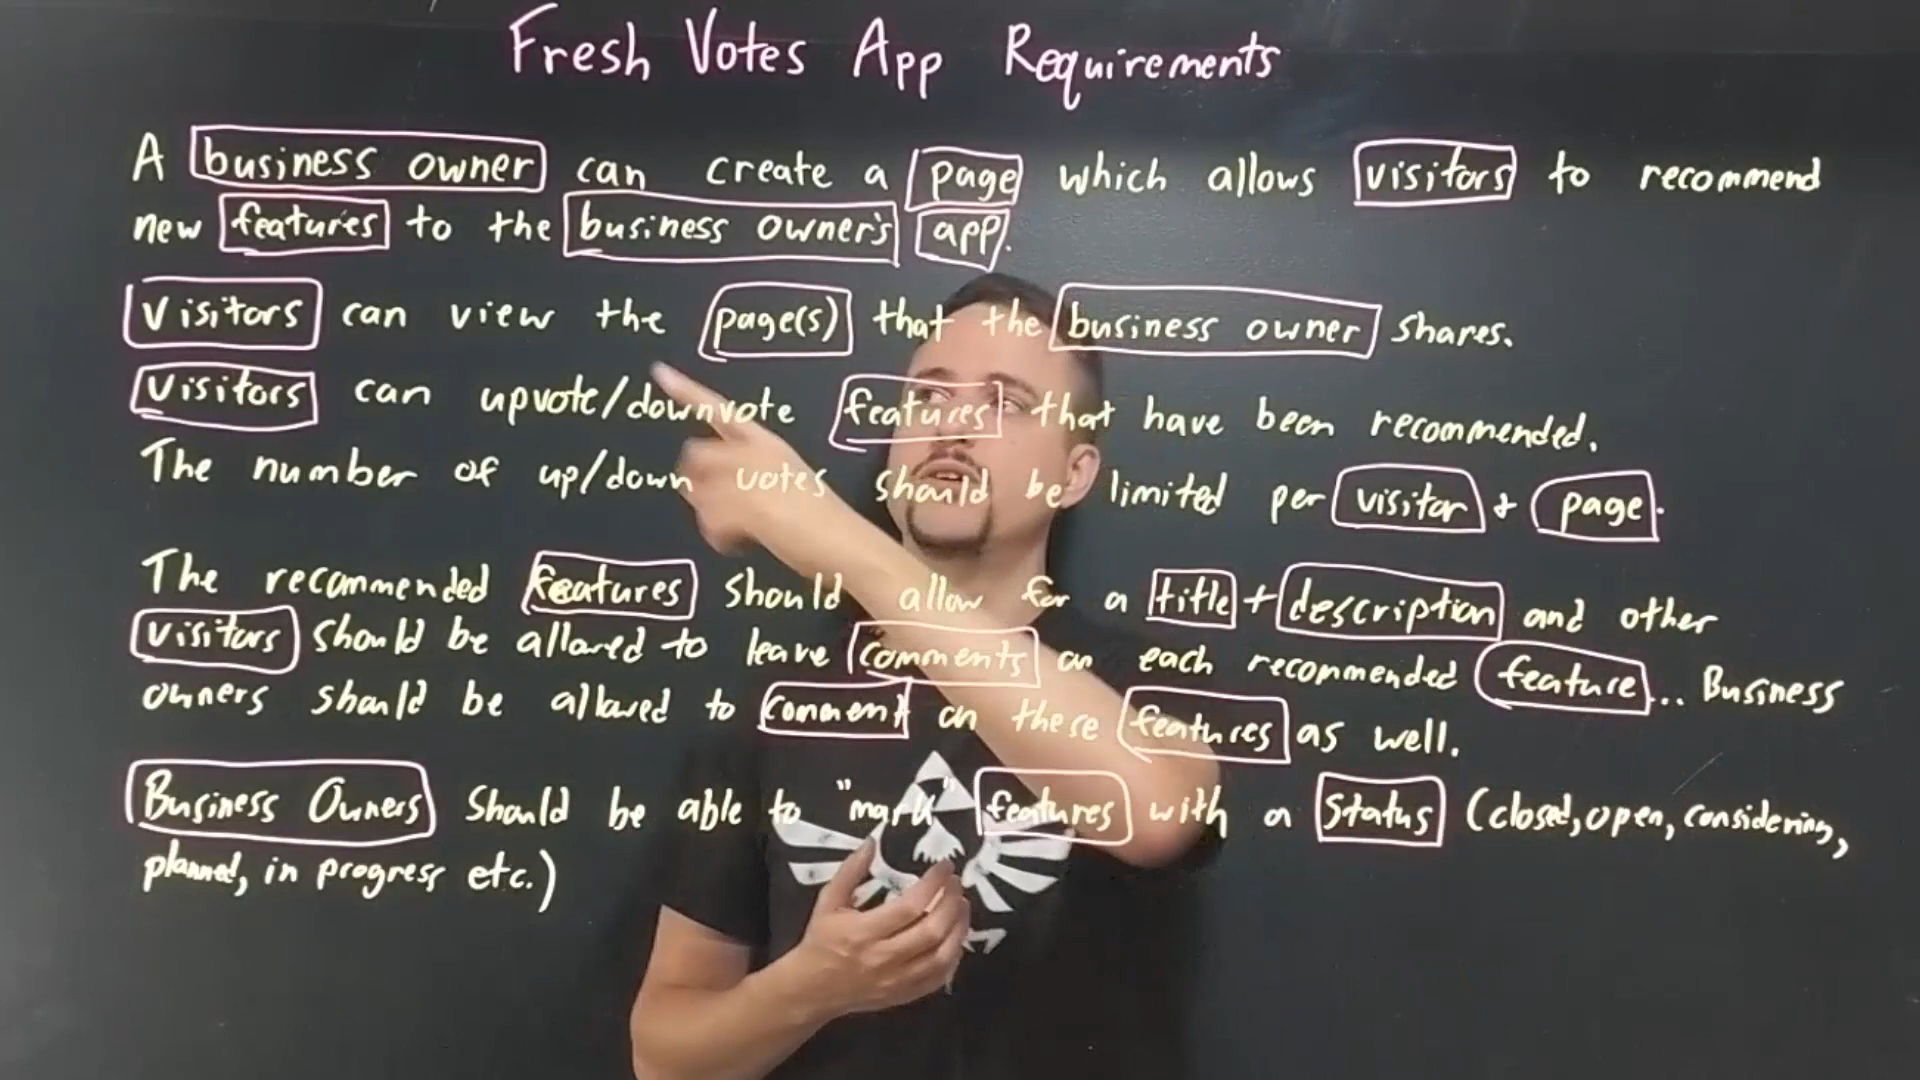 Fresh Votes App Requirements
A business owner can create a page which allows visitors to recommend
new features to the business owner's app.
Visitors can view the page(s) that the business owner shares.
Visitors can upvote/downvote features that have been recommended.
The number of up/down votes should be limited per visitor + page.
The recommended features should allow for a title + description and other
visitors should be allowed to leave comments on each recommended feature... Business
owners should be allowed to comment on these features as well.
Business Owners should be able to "mark" features with a status (closed, open, considering,
planned, in progress etc.)